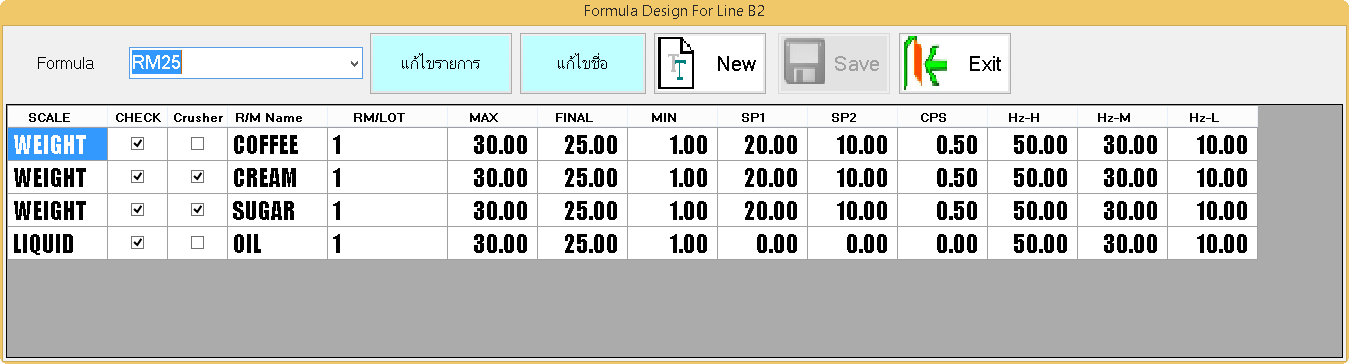 Formula Design For Line B2
Formula RM25 แก้ไขรายการ แก้ไขชื่อ New Save Exit
SCALE CHECK Crusher R/M Name RM/LOT MAX FINAL MIN SP1 SP2 CPS Hz-H Hz-M Hz-L
WEIGHT COFFEE 1 30.00 25.00 1.00 20.00 10.00 0.50 50.00 30.00 10.00
WEIGHT CREAM 1 30.00 25.00 1.00 20.00 10.00 0.50 50.00 30.00 10.00
WEIGHT SUGAR 1 30.00 25.00 1.00 20.00 10.00 0.50 50.00 30.00 10.00
LIQUID OIL 1 30.00 25.00 1.00 0.00 0.00 0.00 50.00 30.00 10.00